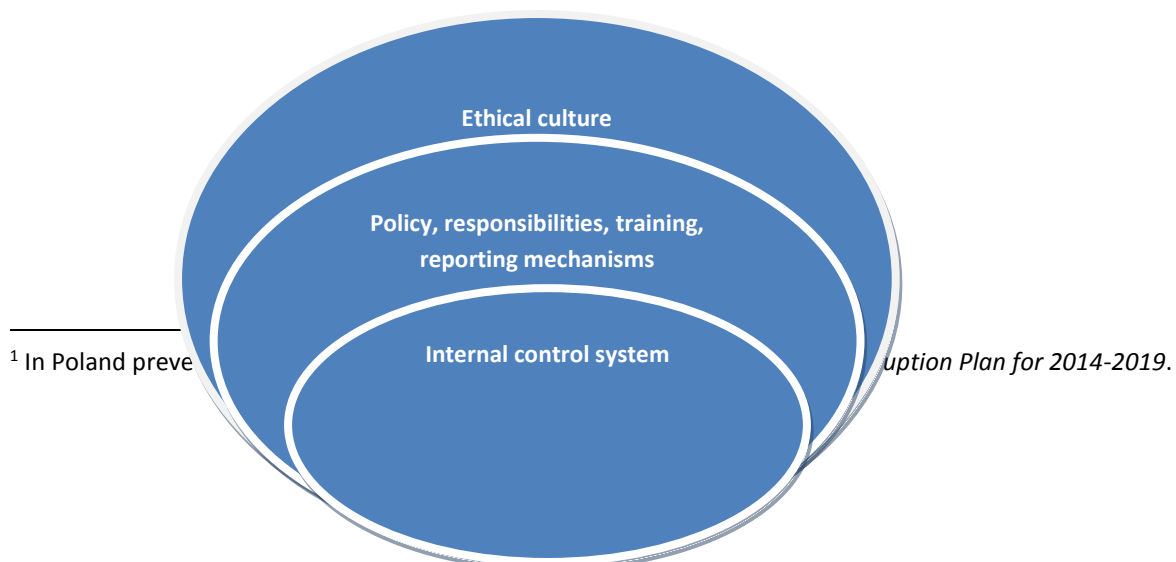 Ethical culture
Policy, responsibilities, training,
reporting mechanisms
Internal control system
1 In Poland preve uption Plan for 2014-2019.